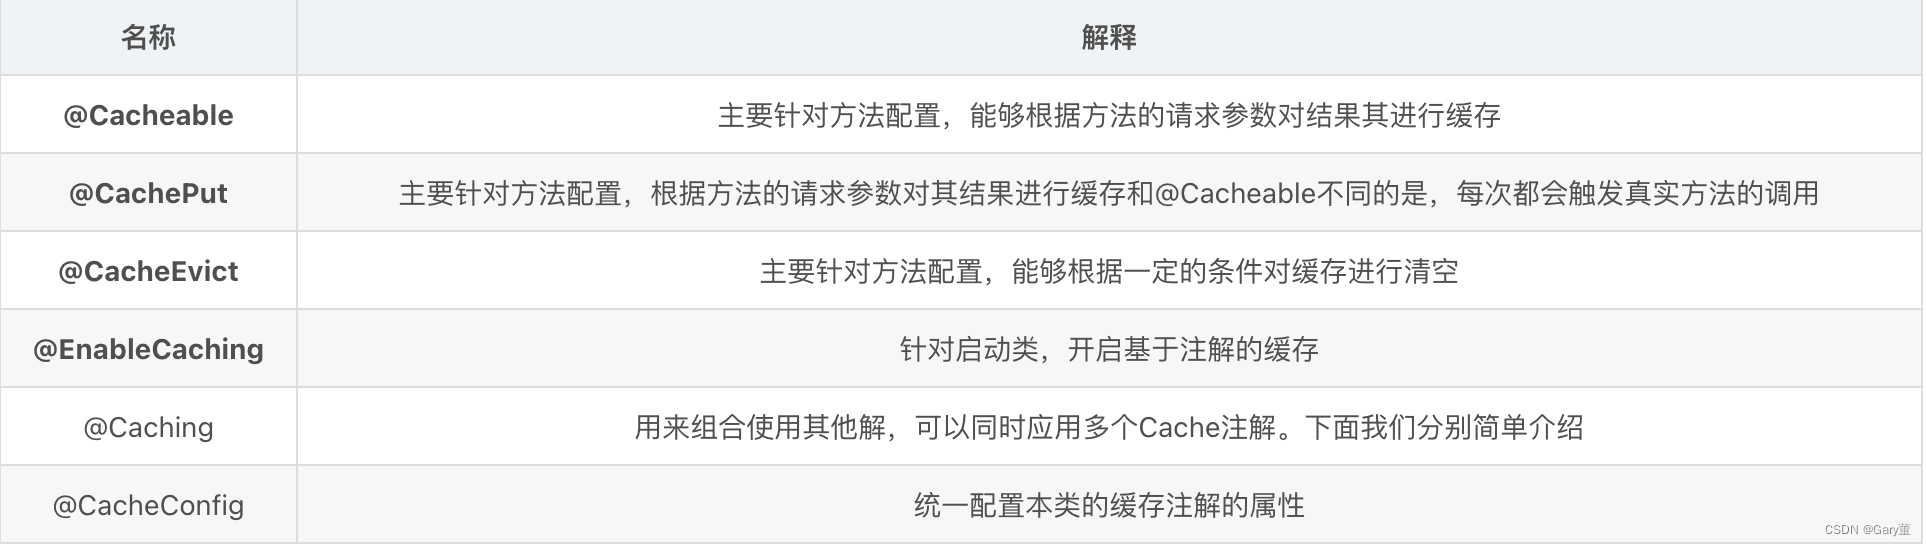 名称 解释
@Cacheable 主要针对方法配置，能够根据方法的请求参数对结果其进行缓存
@CachePut 主要针对方法配置，根据方法的请求参数对其结果进行缓存和@Cacheable不同的是，每次都会触发真实方法的调用
@CacheEvict 主要针对方法配置，能够根据一定的条件对缓存进行清空
@EnableCaching 针对启动类，开启基于注解的缓存
@Caching 用来组合使用其他解，可以同时应用多个Cache注解。下面我们分别简单介绍
@CacheConfig 统一配置本类的缓存注解的属性
CSDN @Gary董